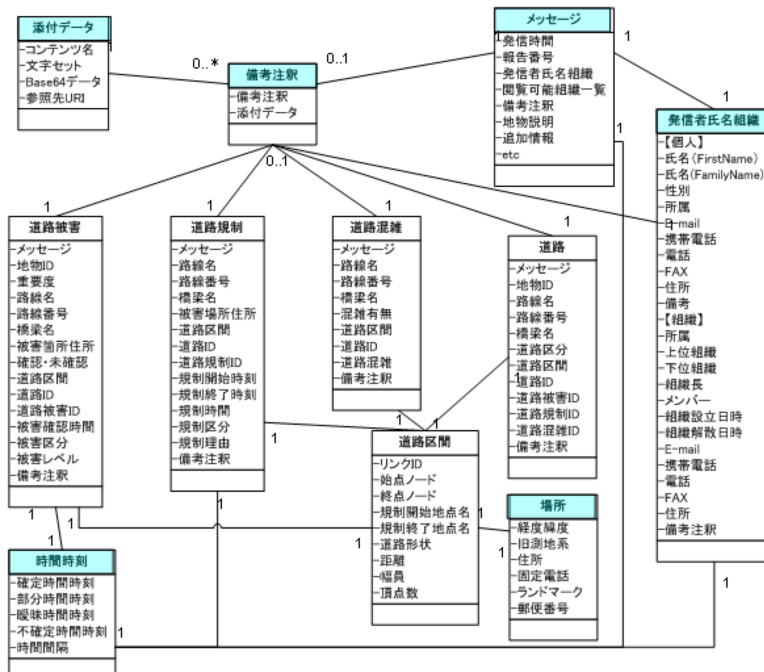 添付データ
-コンテンツ名
-文字セット
-Base64データ
-参照先URI
1
0..*
備考注釈
-備考注釈
-添付データ
0..1
0..1
メッセージ
-発信時間
-報告番号
-発信者氏名組織
-閲覧可能組織一覧
-備考注釈
-地物説明
-追加情報
-etc
1
1
1
1
発信者氏名組織
-【個人】
-氏名(FirstName)
-氏名(FamilyName)
-性別
-所属
-E-mail
-携帯電話
-電話
-FAX
-住所
-備考
-【組織】
-所属
-上位組織
-下位組織
-組織長
-メンバー
-組織設立日時
-組織解散日時
-E-mail
-携帯電話
-電話
-FAX
-住所
-備考注釈
1
1
1
道路被害
-メッセージ
-地物ID
-重要度
-路線名
-路線番号
-橋梁名
-被害箇所住所
-確認・未確認
-道路区間
-道路ID
-道路被害ID
-被害確認時間
-被害区分
-被害レベル
-備考注釈
1
1
1
道路規制
-メッセージ
-路線名
-路線番号
-橋梁名
-被害場所住所
-道路区間
-道路ID
-道路規制ID
-規制開始時刻
-規制終了時刻
-規制時間
-規制区分
-規制理由
-備考注釈
1
1
1
道路混雑
-メッセージ
-路線名
-路線番号
-橋梁名
-混雑有無
-道路区間
-道路ID
-道路混雑
-備考注釈
1
1
道路
-メッセージ
-地物ID
-路線名
-路線番号
-橋梁名
-道路区分
-道路区間
-道路ID
-道路被害ID
-道路規制ID
-道路混雑ID
-備考注釈
1
1
道路区間
-リンクID
-始点ノード
-終点ノード
-規制開始地点名
-規制終了地点名
-道路形状
-距離
-幅員
-頂点数
1
1
1
場所
-経度緯度
-旧測地系
-住所
-固定電話
-ランドマーク
-郵便番号
1
時間時刻
-確定時間時刻
-部分時間時刻
-曖昧時間時刻
-不確定時間時刻
-時間間隔
1